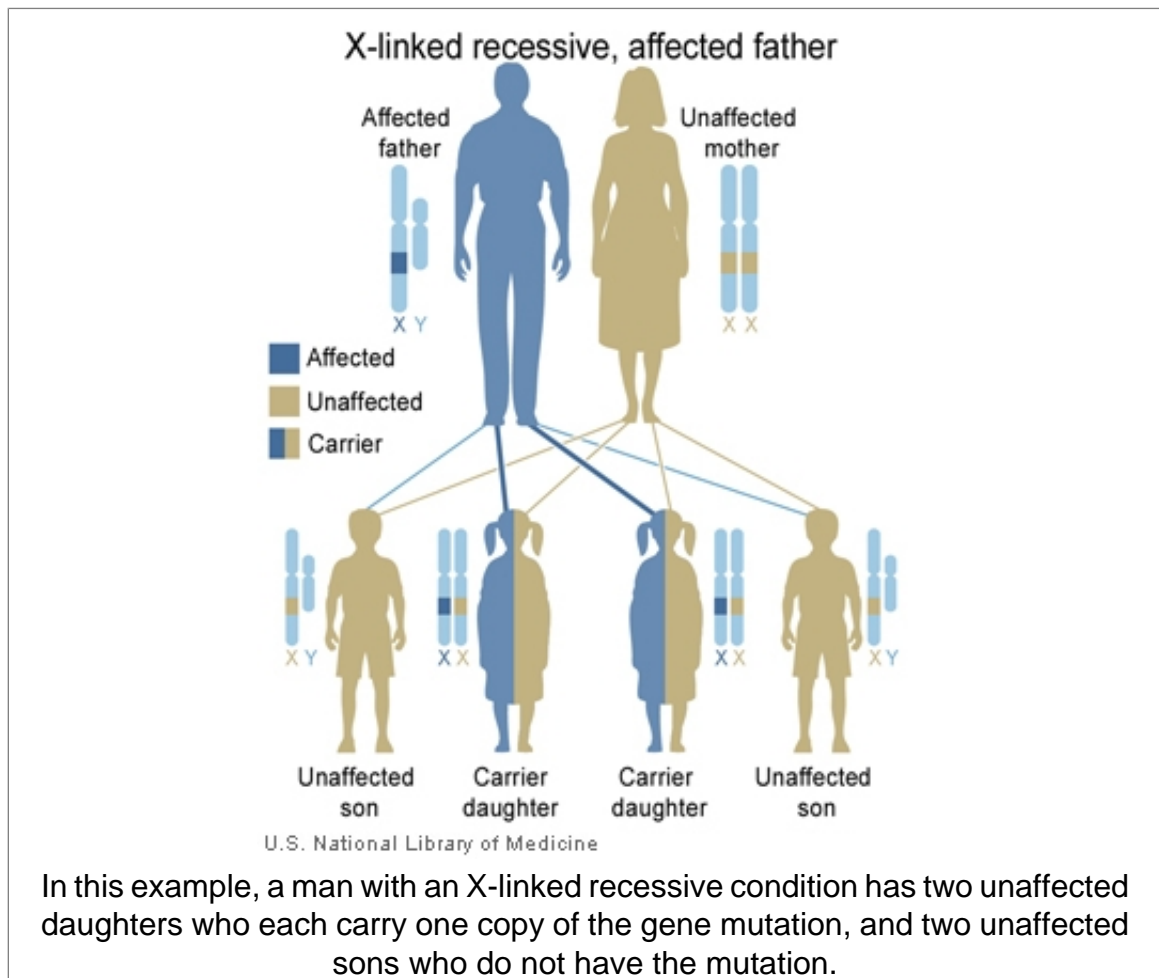 X-linked recessive, affected father
Affected
father
Unaffected
mother
X Y
X X
Affected
Unaffected
Carrier
X Y
X X
X X
X Y
Unaffected
son
Carrier
daughter
Carrier
daughter
Unaffected
son
U.S. National Library of Medicine
In this example, a man with an X-linked recessive condition has two unaffected
daughters who each carry one copy of the gene mutation, and two unaffected
sons who do not have the mutation.